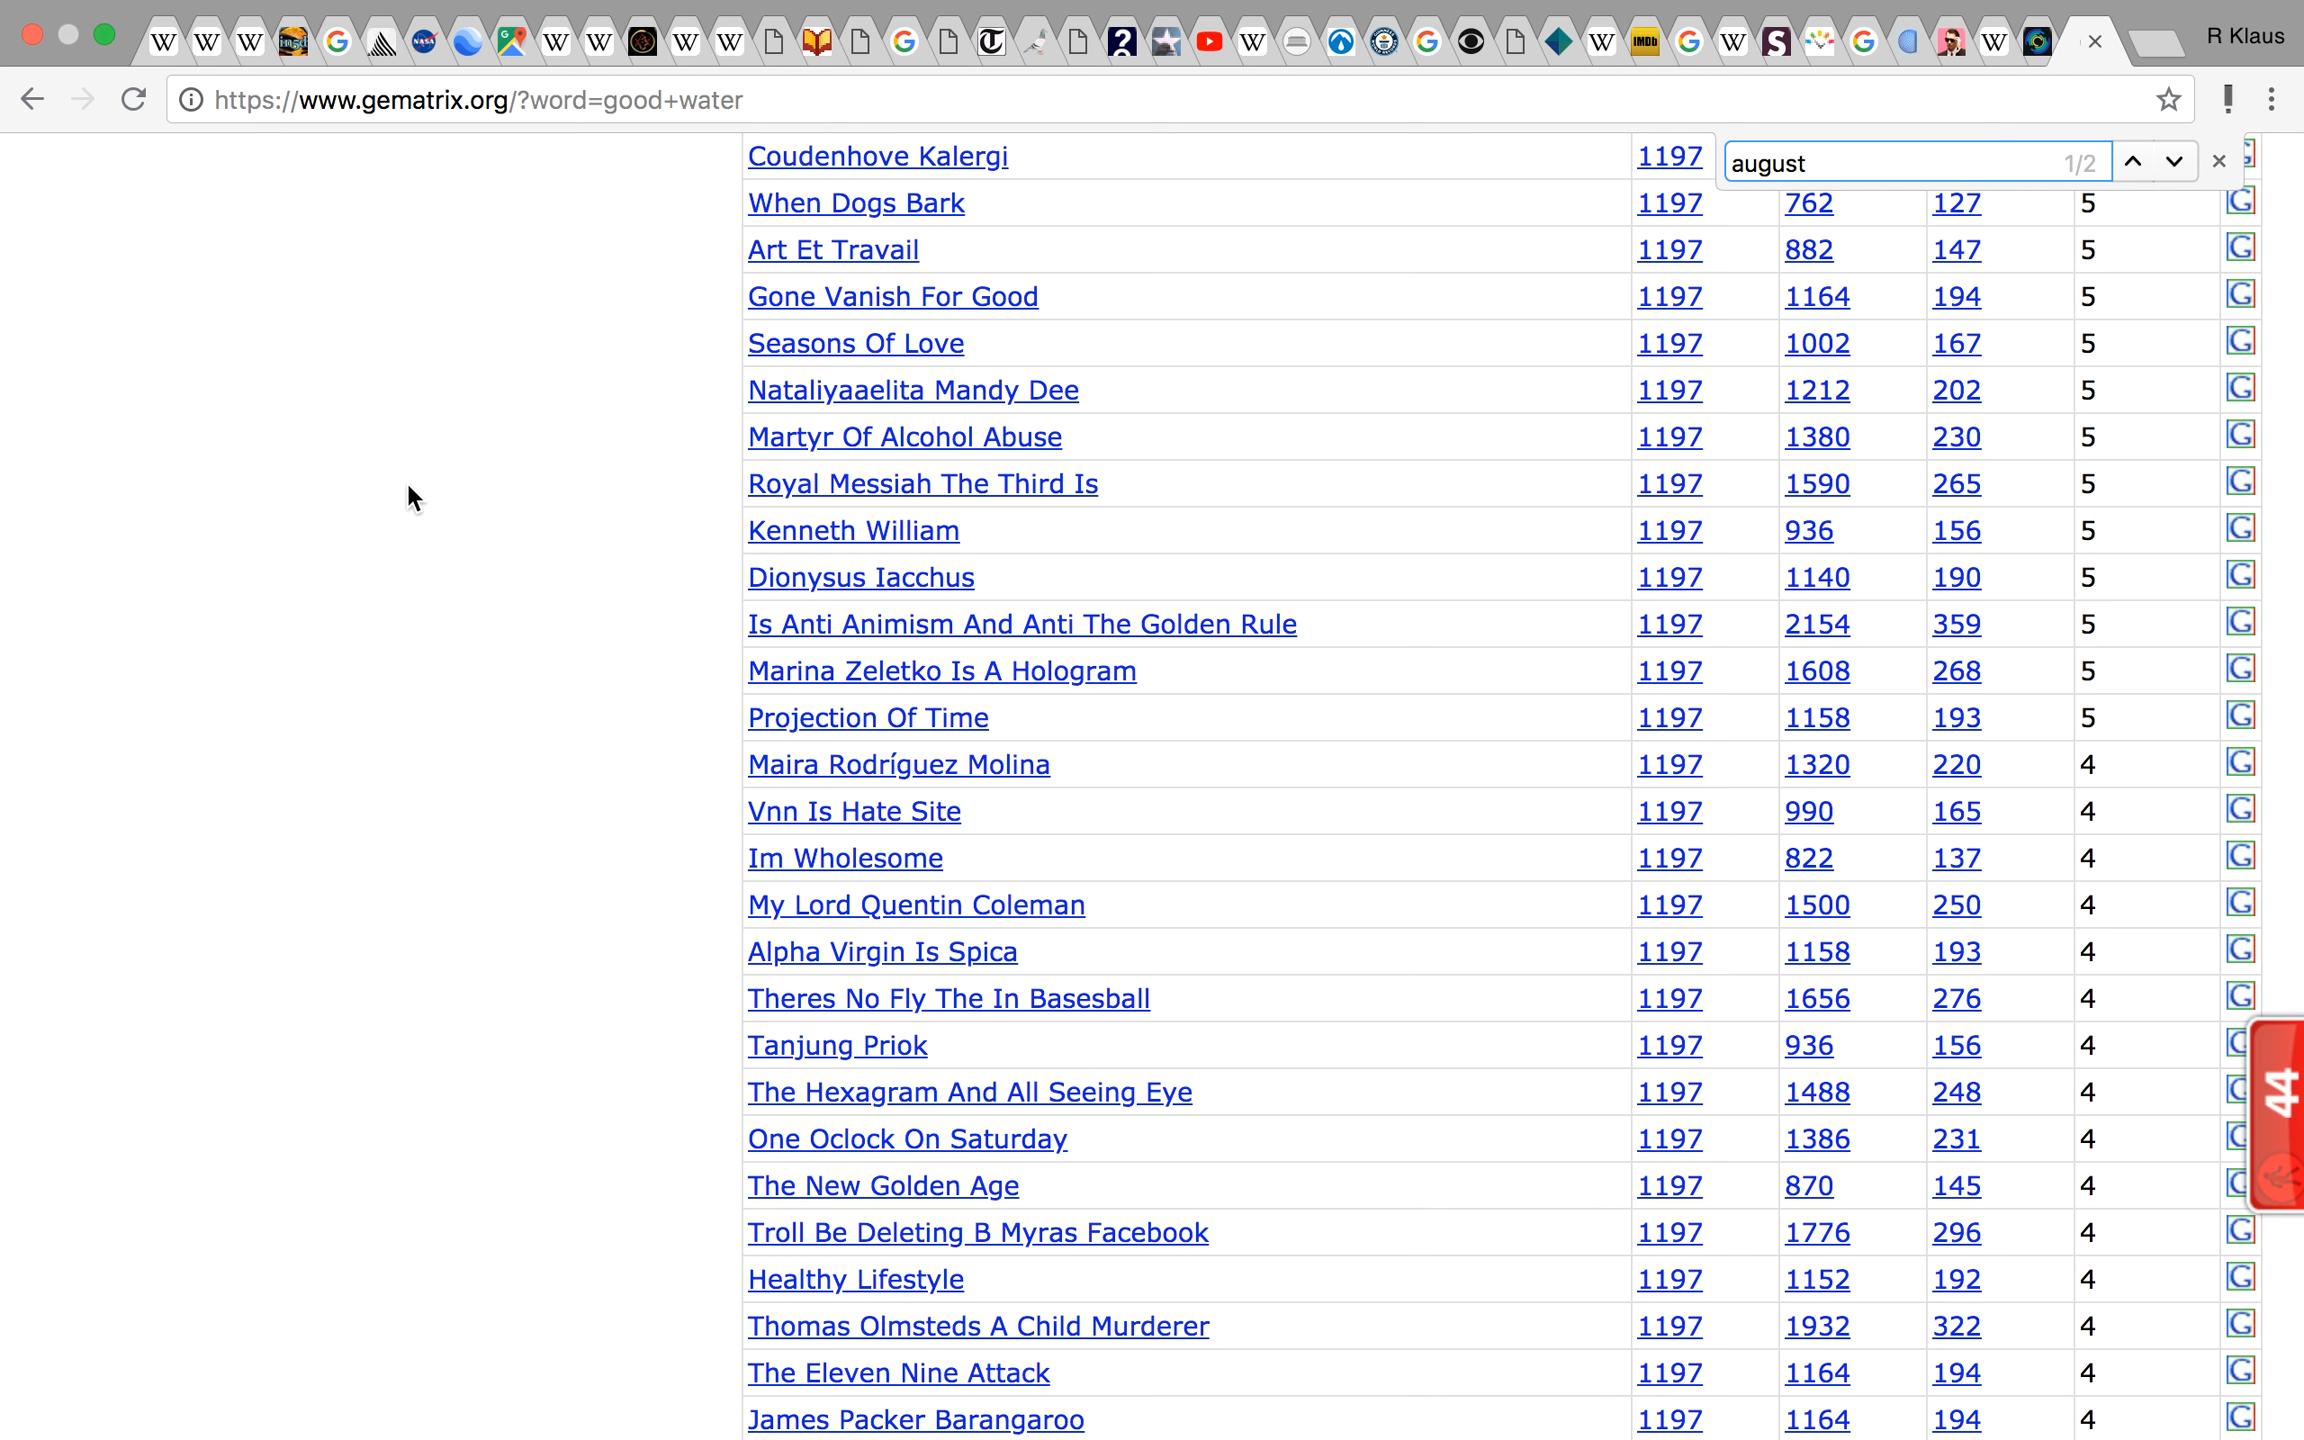 R Klaus
https://www.gematrix.org/?word=good+water
august 1/2
Coudenhove Kalergi 1197
When Dogs Bark 1197 762 127 5
Art Et Travail 1197 882 147 5
Gone Vanish For Good 1197 1164 194 5
Seasons Of Love 1197 1002 167 5
Nataliyaaelita Mandy Dee 1197 1212 202 5
Martyr Of Alcohol Abuse 1197 1380 230 5
Royal Messiah The Third Is 1197 1590 265 5
Kenneth William 1197 936 156 5
Dionysus Iacchus 1197 1140 190 5
Is Anti Animism And Anti The Golden Rule 1197 2154 359 5
Marina Zeletko Is A Hologram 1197 1608 268 5
Projection Of Time 1197 1158 193 5
Maira Rodríguez Molina 1197 1320 220 4
Vnn Is Hate Site 1197 990 165 4
Im Wholesome 1197 822 137 4
My Lord Quentin Coleman 1197 1500 250 4
Alpha Virgin Is Spica 1197 1158 193 4
Theres No Fly The In Basesball 1197 1656 276 4
Tanjung Priok 1197 936 156 4
The Hexagram And All Seeing Eye 1197 1488 248 4
One Oclock On Saturday 1197 1386 231 4
The New Golden Age 1197 870 145 4
Troll Be Deleting B Myras Facebook 1197 1776 296 4
Healthy Lifestyle 1197 1152 192 4
Thomas Olmsteds A Child Murderer 1197 1932 322 4
The Eleven Nine Attack 1197 1164 194 4
James Packer Barangaroo 1197 1164 194 4
44